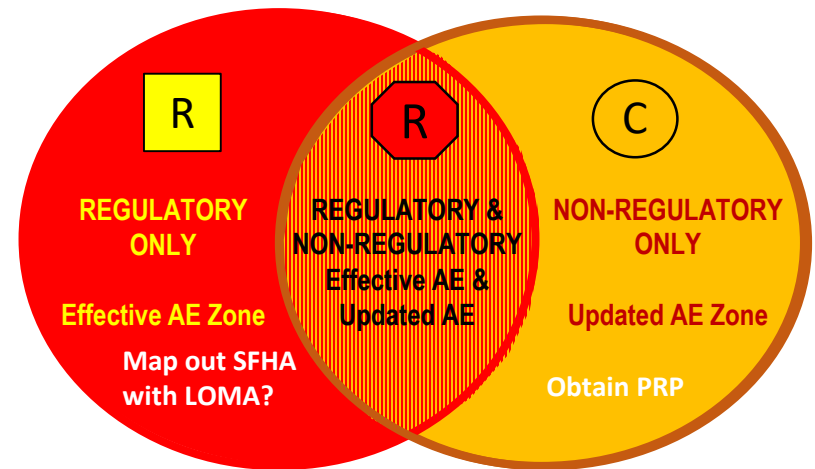 R
REGULATORY
ONLY
Effective AE Zone
Map out SFHA
with LOMA?
R
REGULATORY &
NON-REGULATORY
Effective AE &
Updated AE
C
NON-REGULATORY
ONLY
Updated AE Zone
Obtain PRP